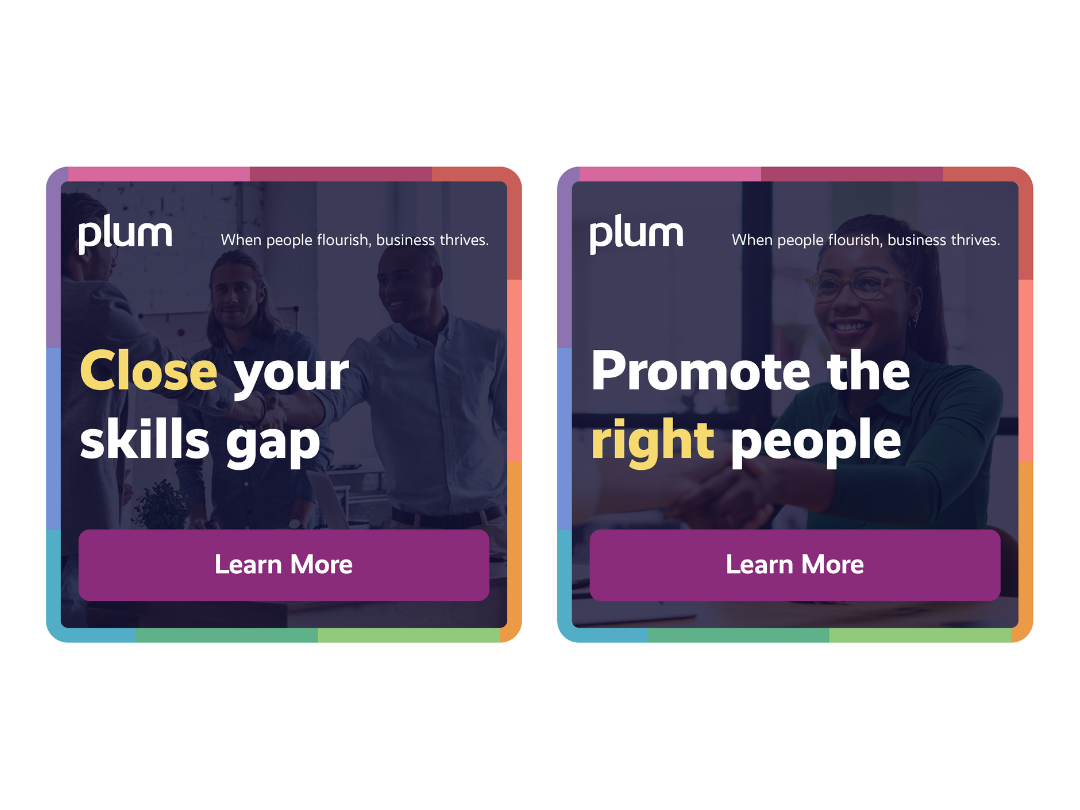 plum
When people flourish, business thrives.
Close your
skills gap
Learn More
plum
When people flourish, business thrives.
Promote the
right people
Learn More